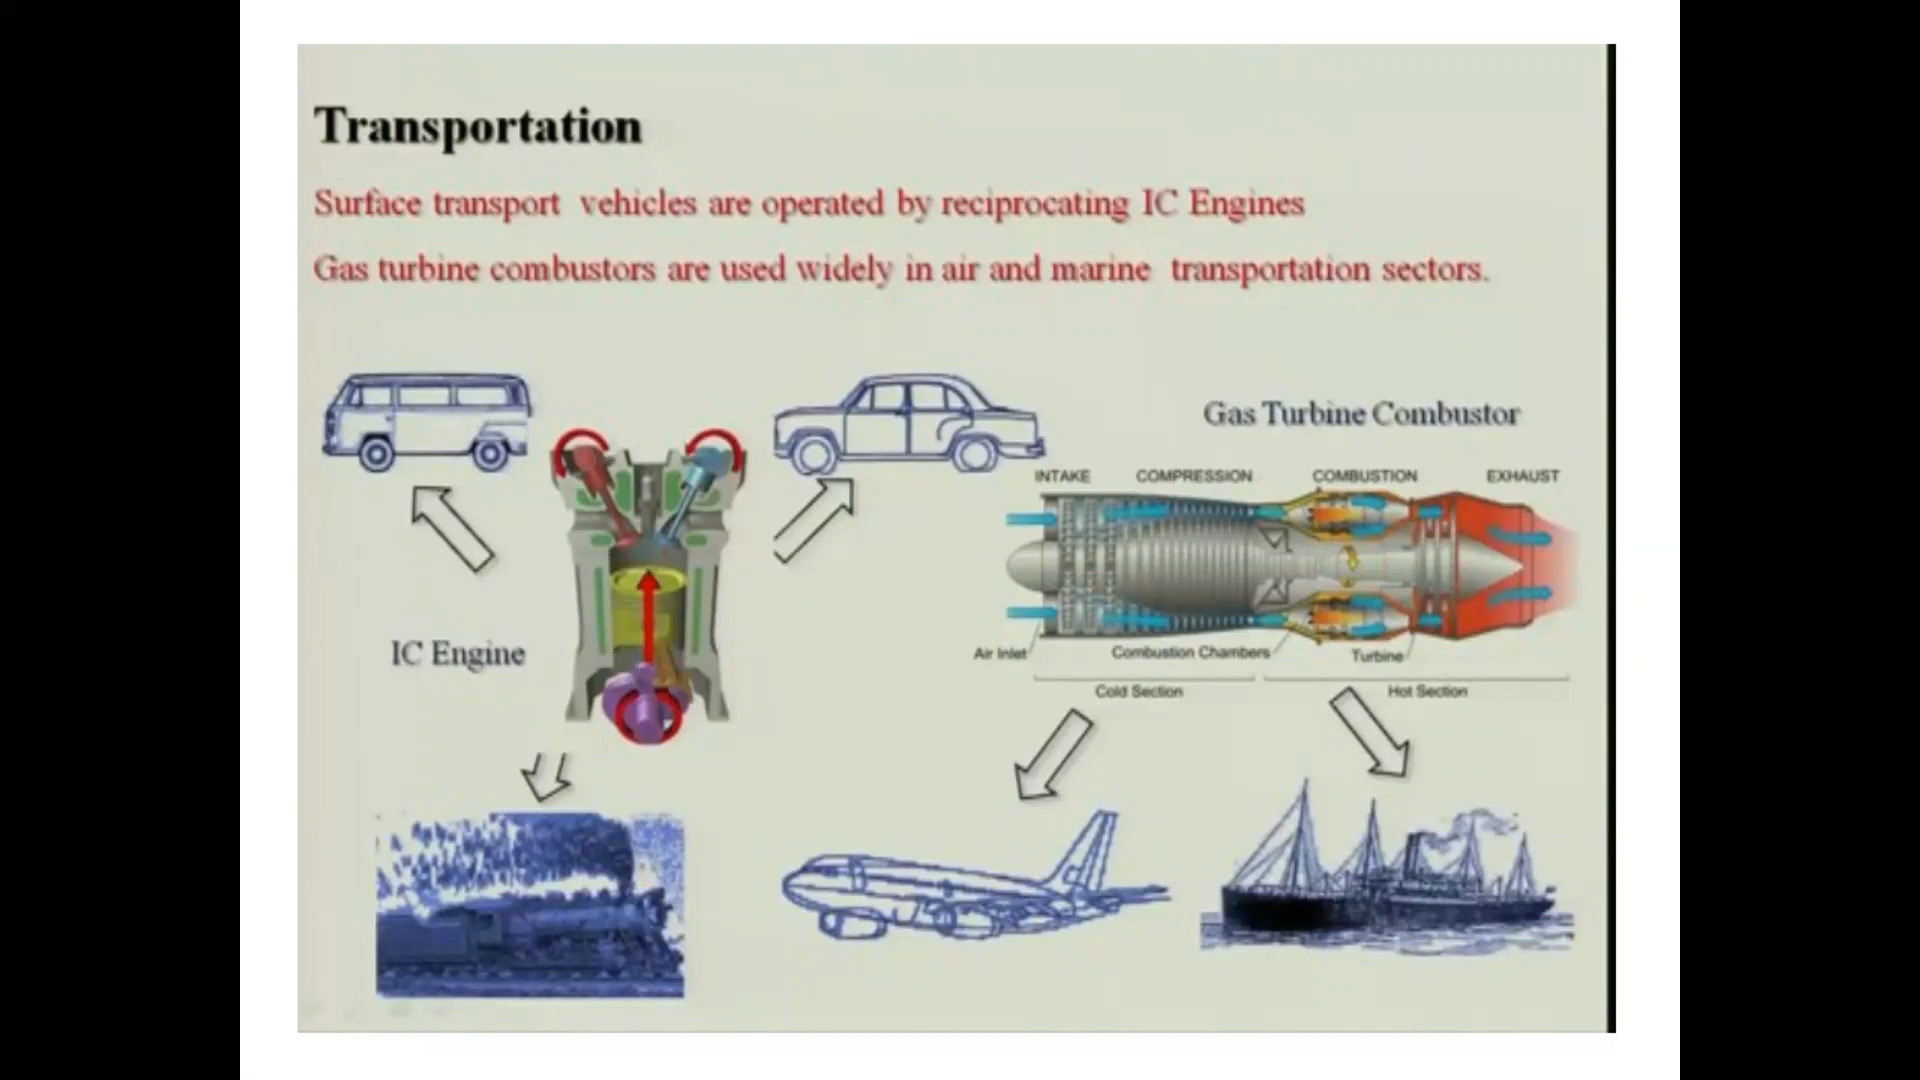 Transportation
Surface transport vehicles are operated by reciprocating IC Engines
Gas turbine combustors are used widely in air and marine transportation sectors.
Gas Turbine Combustor
INTAKE COMPRESSION COMBUSTION EXHAUST
IC Engine
Air Inlet Combustion Chambers Turbine
Cold Section Hot Section